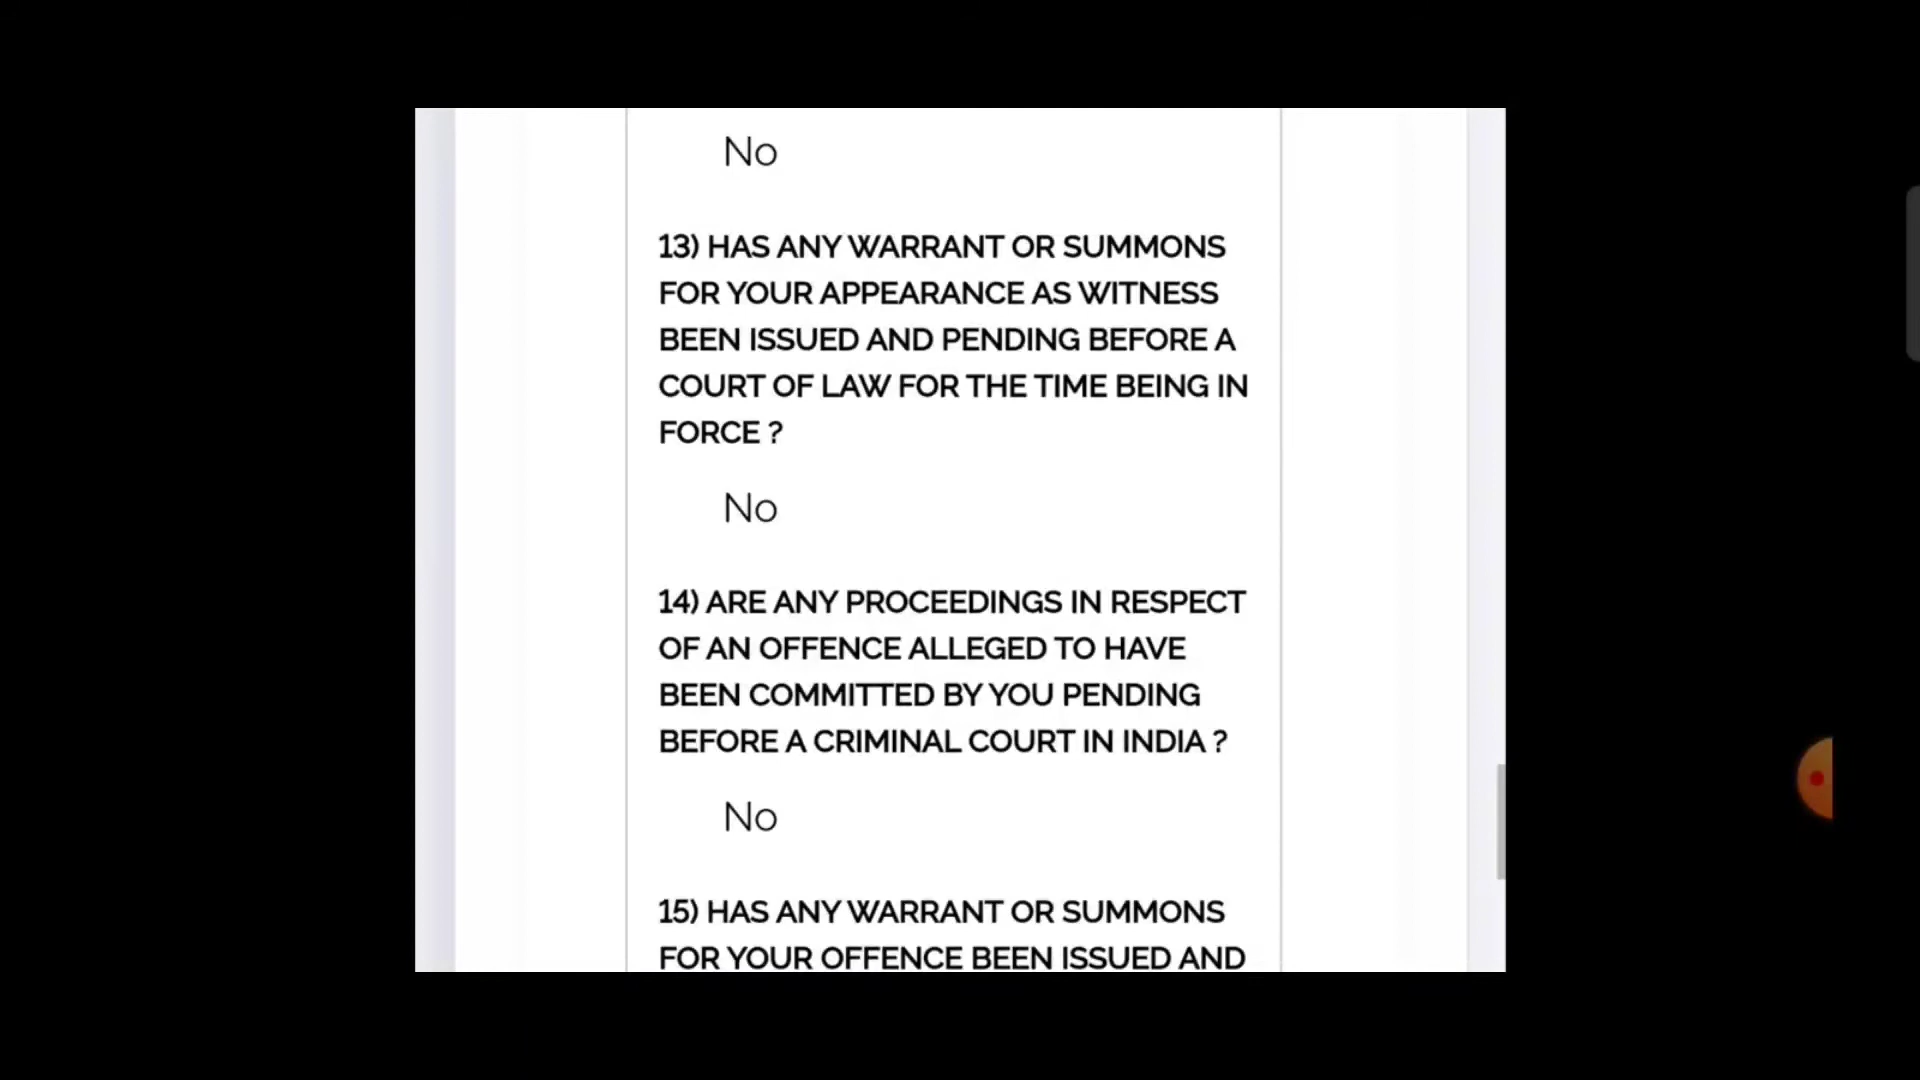 No
13) HAS ANY WARRANT OR SUMMONS
FOR YOUR APPEARANCE AS WITNESS
BEEN ISSUED AND PENDING BEFORE A
COURT OF LAW FOR THE TIME BEING IN
FORCE ?
No
14) ARE ANY PROCEEDINGS IN RESPECT
OF AN OFFENCE ALLEGED TO HAVE
BEEN COMMITTED BY YOU PENDING
BEFORE A CRIMINAL COURT IN INDIA ?
No
15) HAS ANY WARRANT OR SUMMONS
FOR YOUR OFFENCE BEEN ISSUED AND